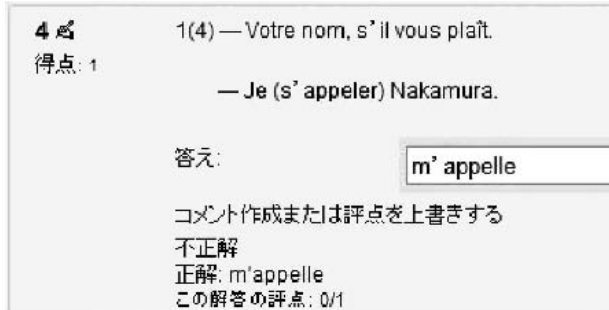 4 ✍ 1(4) — Votre nom, s’il vous plaît.
得点: 1
— Je (s’appeler) Nakamura.
答え: m’ appelle
コメント作成または評点を上書きする
不正解
正解: m'appelle
この解答の評点: 0/1